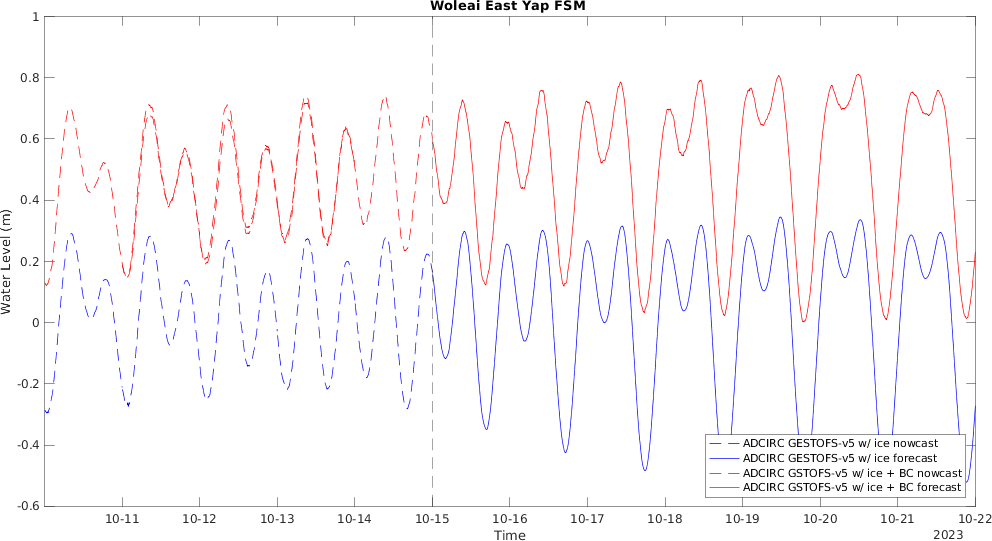 Woleai East Yap FSM
Water Level (m)
1
0.8
0.6
0.4
0.2
0
-0.2
-0.4
-0.6
ADCIRC GESTOFS-v5 w/ ice nowcast
ADCIRC GESTOFS-v5 w/ ice forecast
ADCIRC GSTOFS-v5 w/ ice + BC nowcast
ADCIRC GSTOFS-v5 w/ ice + BC forecast
10-11 10-12 10-13 10-14 10-15 10-16 10-17 10-18 10-19 10-20 10-21 10-22
Time
2023